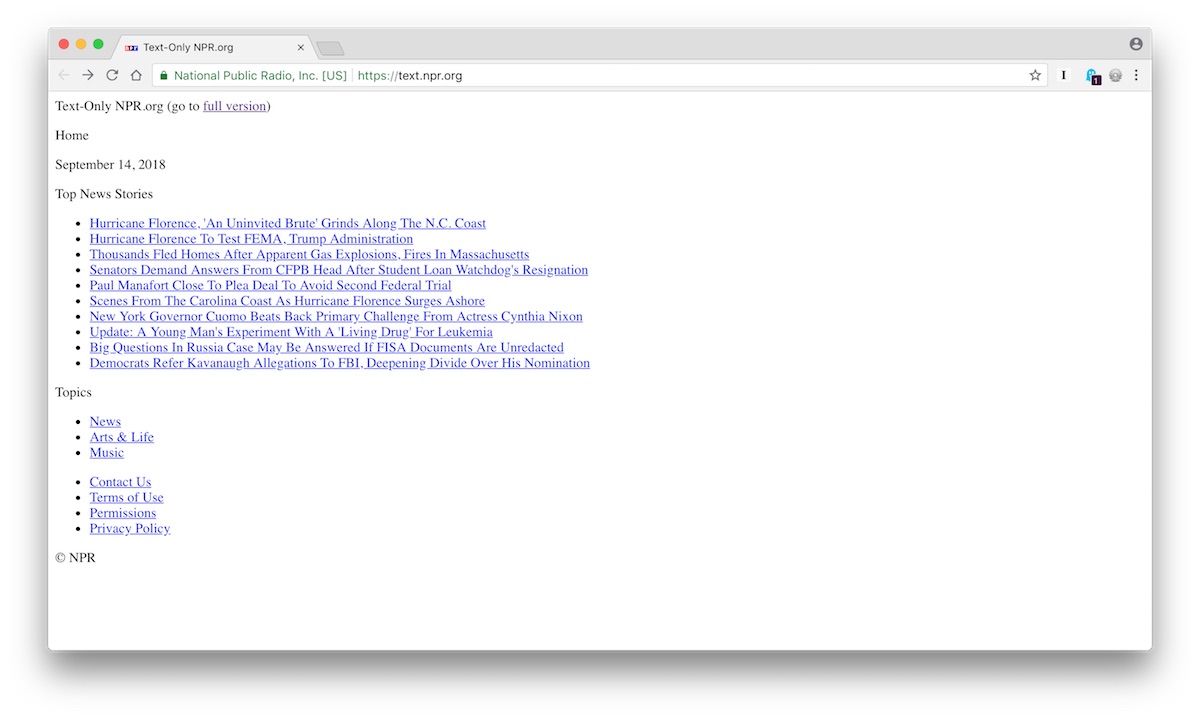 Text-Only NPR.org
National Public Radio, Inc. [US] https://text.npr.org
I
1
Text-Only NPR.org (go to full version)
Home
September 14, 2018
Top News Stories
Hurricane Florence, 'An Uninvited Brute' Grinds Along The N.C. Coast
Hurricane Florence To Test FEMA, Trump Administration
Thousands Fled Homes After Apparent Gas Explosions, Fires In Massachusetts
Senators Demand Answers From CFPB Head After Student Loan Watchdog's Resignation
Paul Manafort Close To Plea Deal To Avoid Second Federal Trial
Scenes From The Carolina Coast As Hurricane Florence Surges Ashore
New York Governor Cuomo Beats Back Primary Challenge From Actress Cynthia Nixon
Update: A Young Man's Experiment With A 'Living Drug' For Leukemia
Big Questions In Russia Case May Be Answered If FISA Documents Are Unredacted
Democrats Refer Kavanaugh Allegations To FBI, Deepening Divide Over His Nomination
Topics
News
Arts & Life
Music
Contact Us
Terms of Use
Permissions
Privacy Policy
© NPR